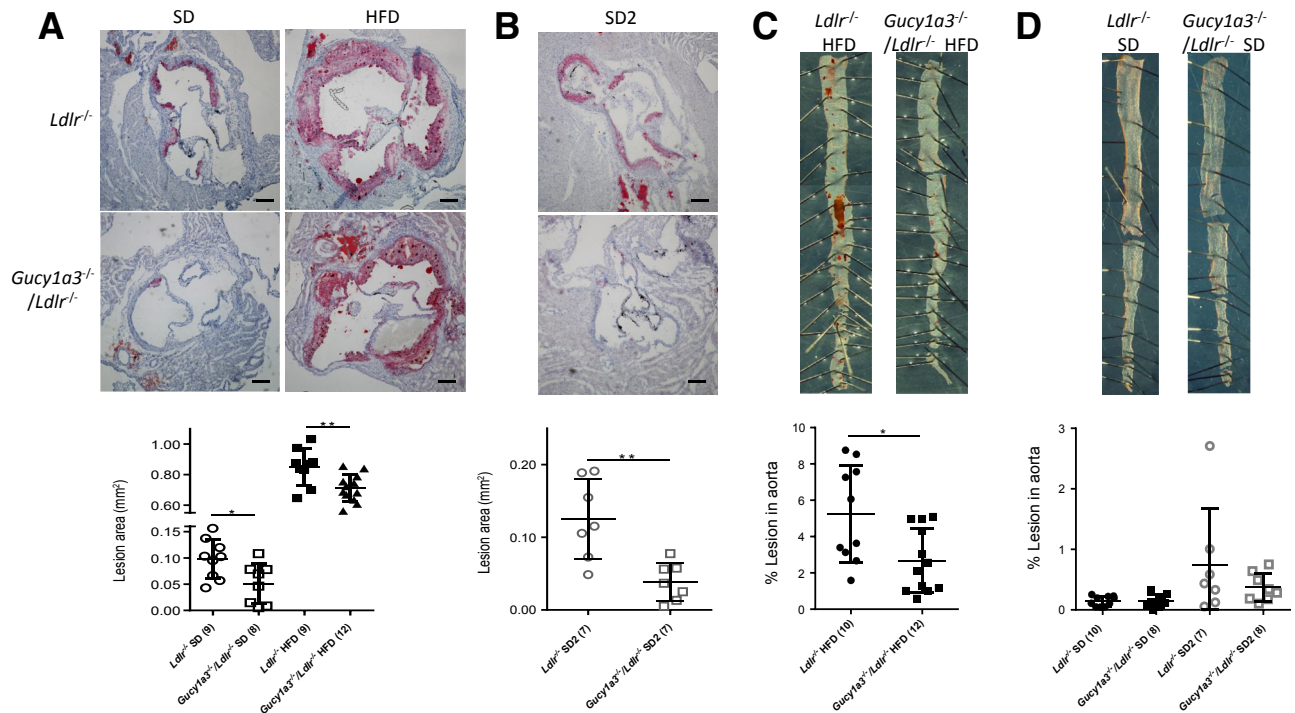 A
SD
HFD
Ldlr-/-
Gucy1a3-/-
/Ldlr-/-
Lesion area (mm2)
1.00
0.80
0.60
0.15
0.10
0.05
0.00
*
**
Ldlr-/- SD (9)
Gucy1a3-/-/Ldlr-/- SD (8)
Ldlr-/- HFD (9)
Gucy1a3-/-/Ldlr-/- HFD (12)
B
SD2
Lesion area (mm2)
0.20
0.10
0.00
**
Ldlr-/- SD2 (7)
Gucy1a3-/-/Ldlr-/- SD2 (7)
C
Ldlr-/-
HFD
Gucy1a3-/-
/Ldlr-/- HFD
% Lesion in aorta
10
8
6
4
2
0
*
Ldlr-/- HFD (10)
Gucy1a3-/-/Ldlr-/- HFD (12)
D
Ldlr-/-
SD
Gucy1a3-/-
/Ldlr-/- SD
% Lesion in aorta
3
2
1
0
Ldlr-/- SD (10)
Gucy1a3-/-/Ldlr-/- SD (8)
Ldlr-/- SD2 (7)
Gucy1a3-/-/Ldlr-/- SD2 (8)